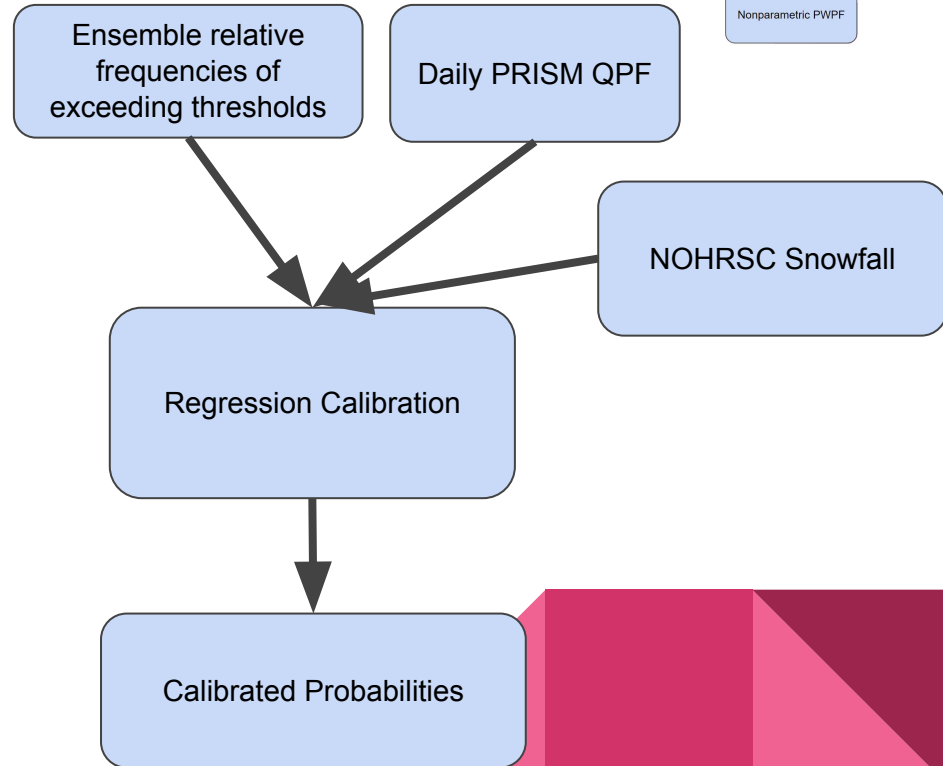 Nonparametric PWPF
Ensemble relative
frequencies of
exceeding thresholds
Daily PRISM QPF
NOHRSC Snowfall
Regression Calibration
Calibrated Probabilities